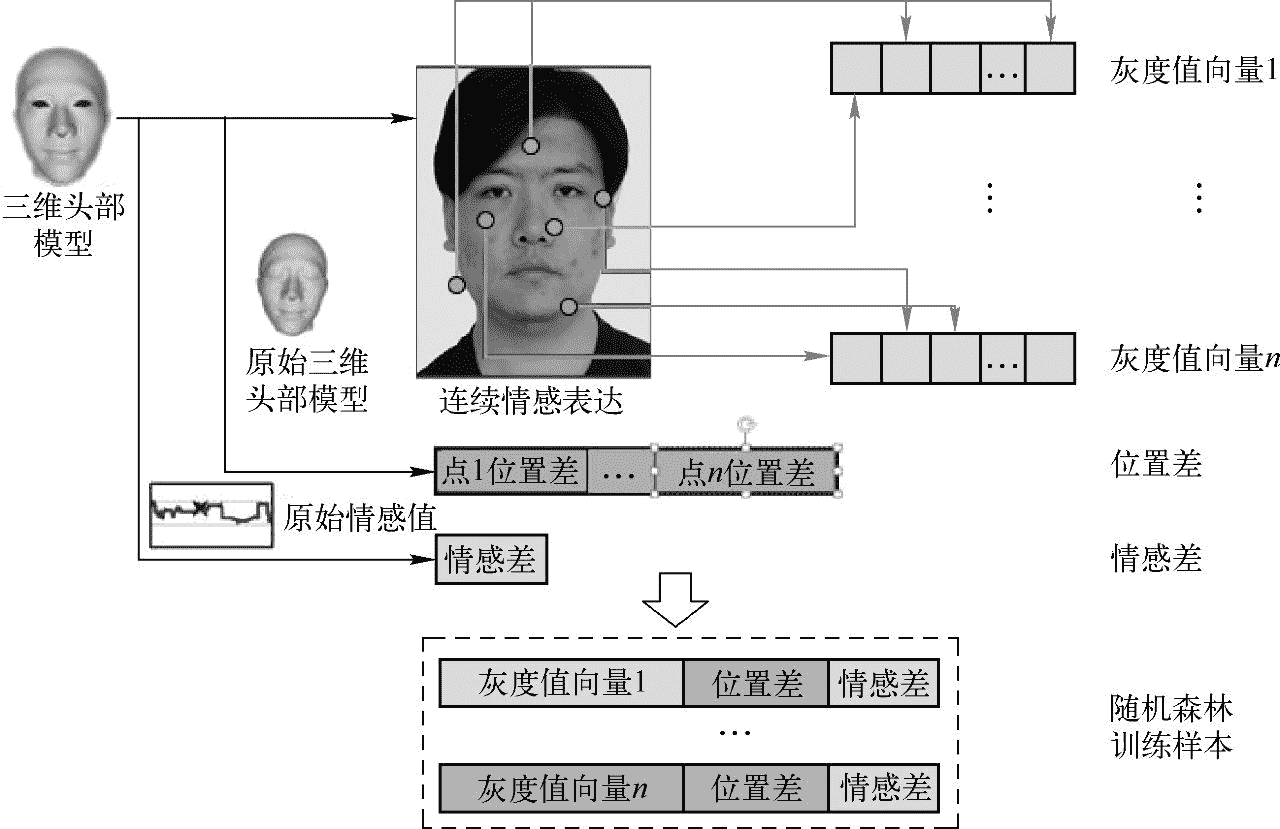 灰度值向量1
...
三维头部
模型
⋮ ⋮
原始三维
头部模型
连续情感表达
灰度值向量n
...
点1位置差 ... 点n位置差
位置差
原始情感值
情感差
情感差
灰度值向量1 位置差 情感差
...
灰度值向量n 位置差 情感差
随机森林
训练样本